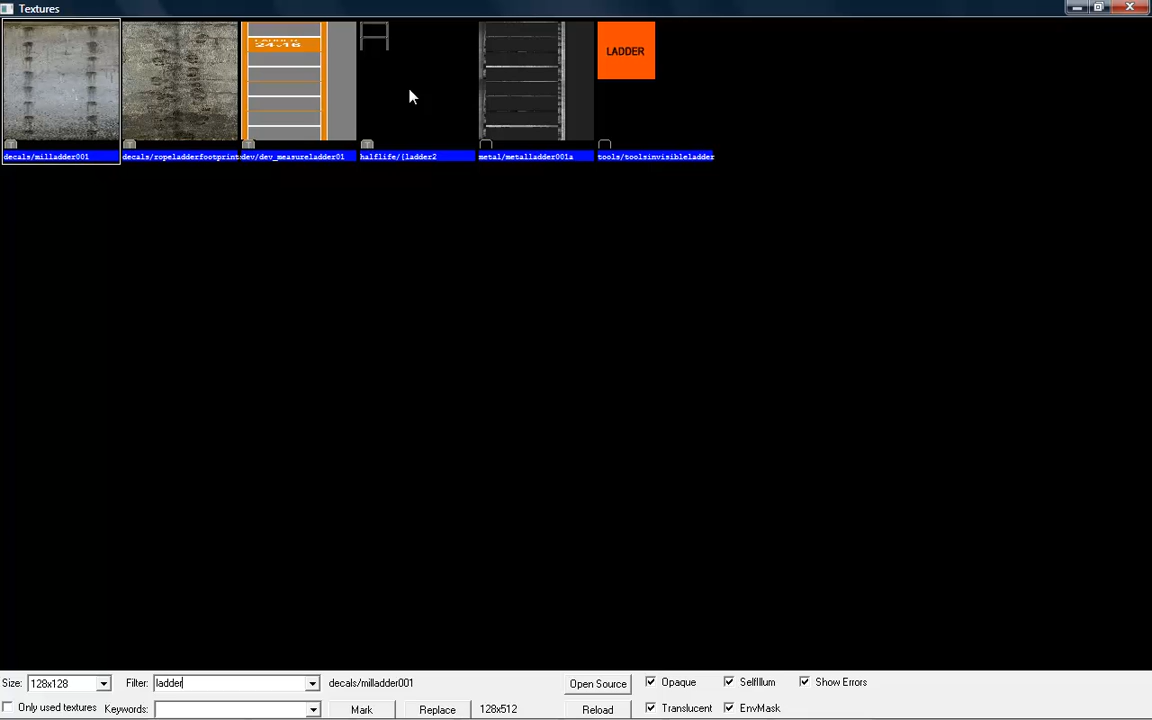 Textures
24x16
LADDER
decals/milladder001
decals/ropeladderfootprint
dev/dev_measureladder01
halflife/{ladder2
metal/metalladder001a
tools/toolsinvisibleladder
Size: 128x128 Filter: ladder decals/milladder001 Open Source Opaque SelfIllum Show Errors
Only used textures Keywords: Mark Replace 128x512 Reload Translucent EnvMask